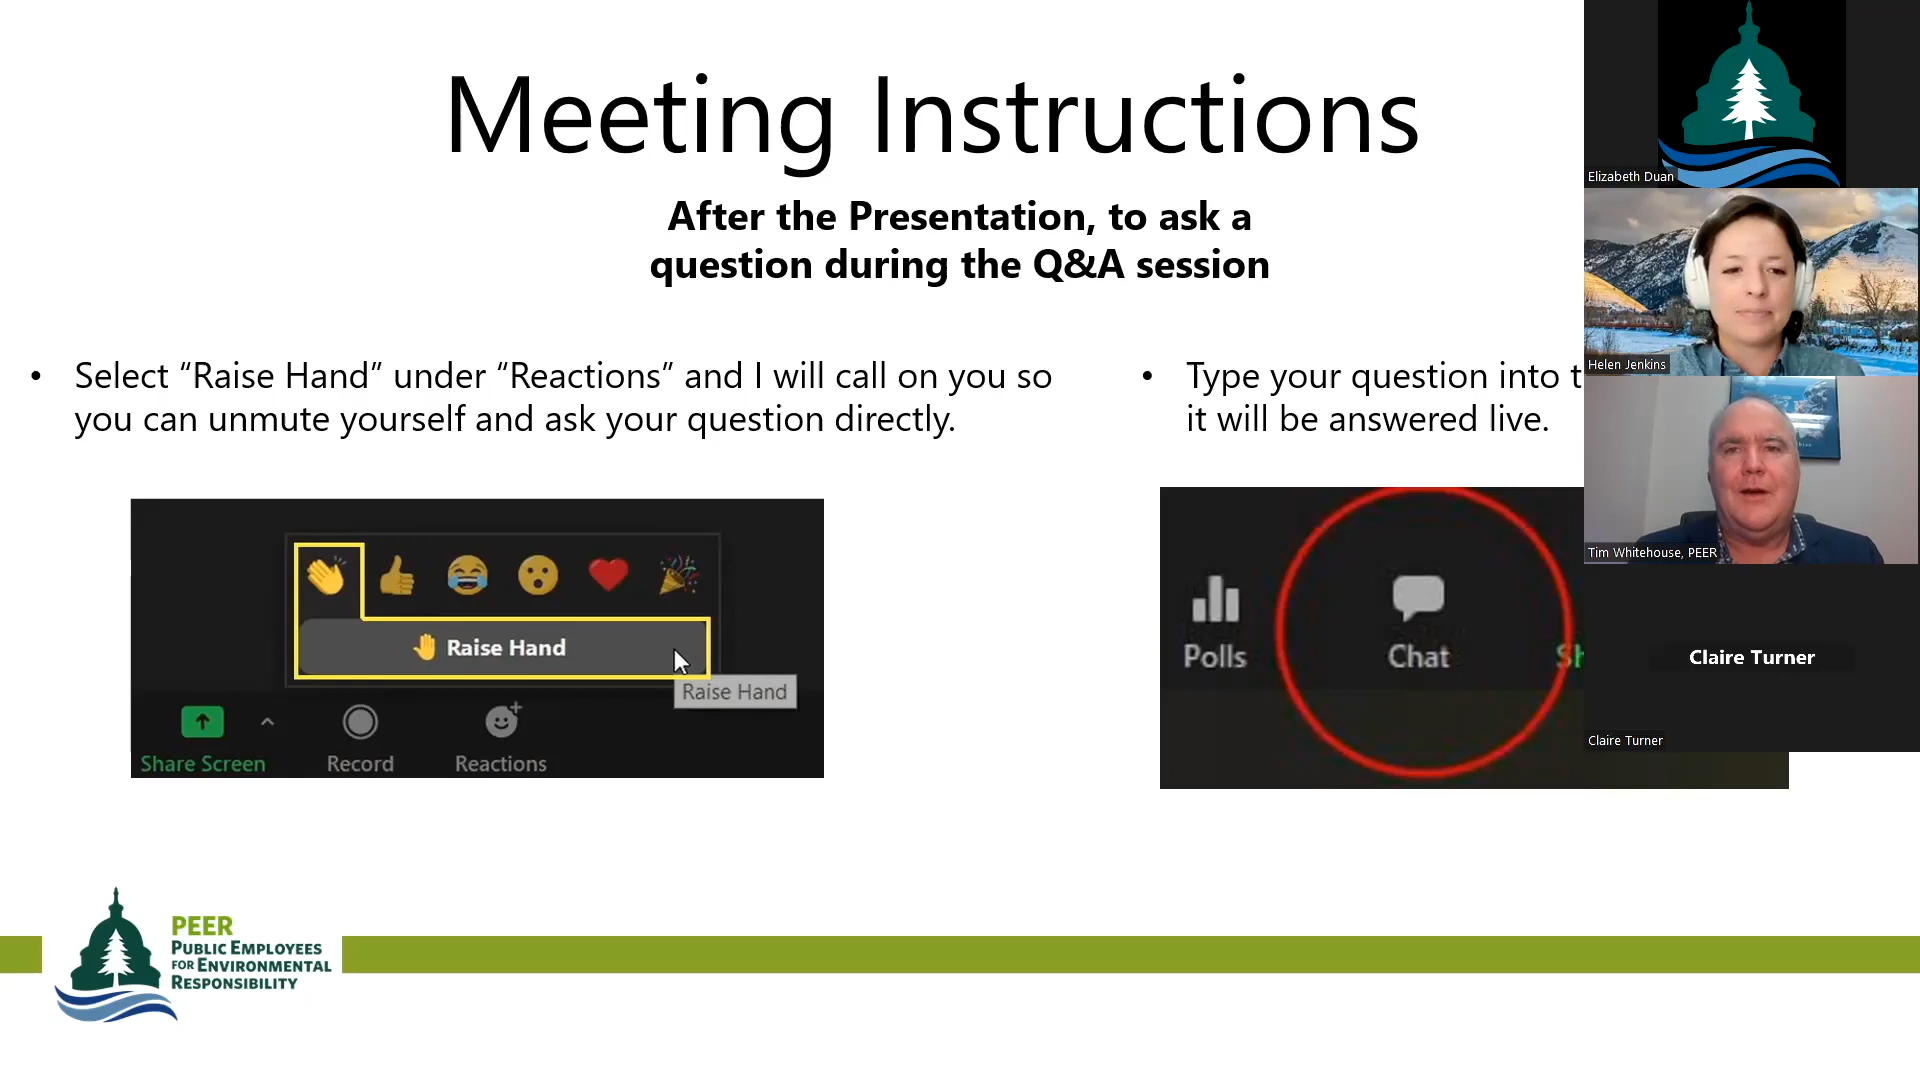 Meeting Instructions
After the Presentation, to ask a
question during the Q&A session
• Select “Raise Hand” under “Reactions” and I will call on you so
you can unmute yourself and ask your question directly.
Raise Hand
Raise Hand
Share Screen
Record
Reactions
• Type your question into t
it will be answered live.
Polls
Chat
Sh
Elizabeth Duan
Helen Jenkins
Tim Whitehouse, PEER
Claire Turner
Claire Turner
PEER
PUBLIC EMPLOYEES
FOR ENVIRONMENTAL
RESPONSIBILITY